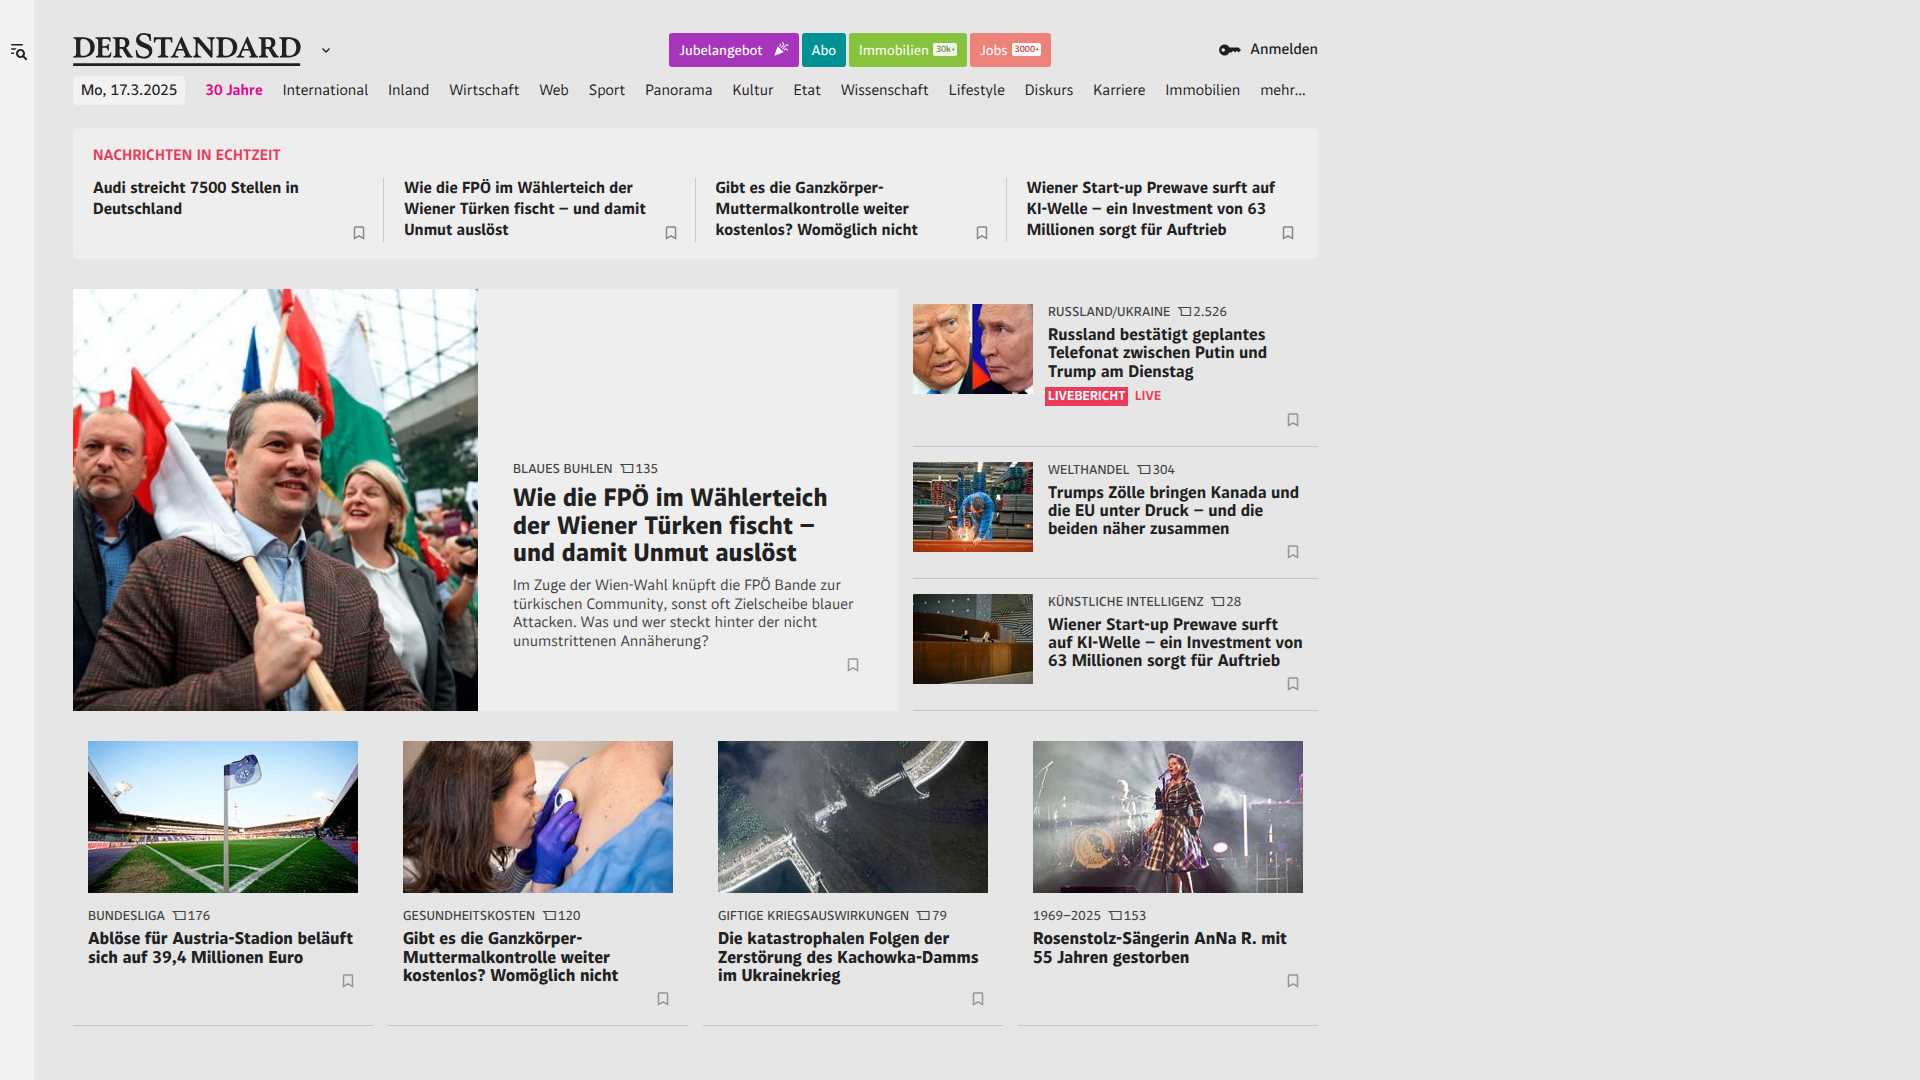 DERSTANDARD
Jubelangebot
Abo
Immobilien 30k+
Jobs 3000+
Anmelden
Mo, 17.3.2025
30 Jahre
International
Inland
Wirtschaft
Web
Sport
Panorama
Kultur
Etat
Wissenschaft
Lifestyle
Diskurs
Karriere
Immobilien
mehr...
NACHRICHTEN IN ECHTZEIT
Audi streicht 7500 Stellen in
Deutschland
Wie die FPÖ im Wählerteich der
Wiener Türken fischt – und damit
Unmut auslöst
Gibt es die Ganzkörper-
Muttermalkontrolle weiter
kostenlos? Womöglich nicht
Wiener Start-up Prewave surft auf
KI-Welle – ein Investment von 63
Millionen sorgt für Auftrieb
BLAUES BUHLEN 135
Wie die FPÖ im Wählerteich
der Wiener Türken fischt –
und damit Unmut auslöst
Im Zuge der Wien-Wahl knüpft die FPÖ Bande zur
türkischen Community, sonst oft Zielscheibe blauer
Attacken. Was und wer steckt hinter der nicht
unumstrittenen Annäherung?
RUSSLAND/UKRAINE 2.526
Russland bestätigt geplantes
Telefonat zwischen Putin und
Trump am Dienstag
LIVEBERICHT LIVE
WELTHANDEL 304
Trumps Zölle bringen Kanada und
die EU unter Druck – und die
beiden näher zusammen
KÜNSTLICHE INTELLIGENZ 28
Wiener Start-up Prewave surft
auf KI-Welle – ein Investment von
63 Millionen sorgt für Auftrieb
BUNDESLIGA 176
Ablöse für Austria-Stadion beläuft
sich auf 39,4 Millionen Euro
GESUNDHEITSKOSTEN 120
Gibt es die Ganzkörper-
Muttermalkontrolle weiter
kostenlos? Womöglich nicht
GIFTIGE KRIEGSAUSWIRKUNGEN 79
Die katastrophalen Folgen der
Zerstörung des Kachowka-Damms
im Ukrainekrieg
1969–2025 153
Rosenstolz-Sängerin AnNa R. mit
55 Jahren gestorben